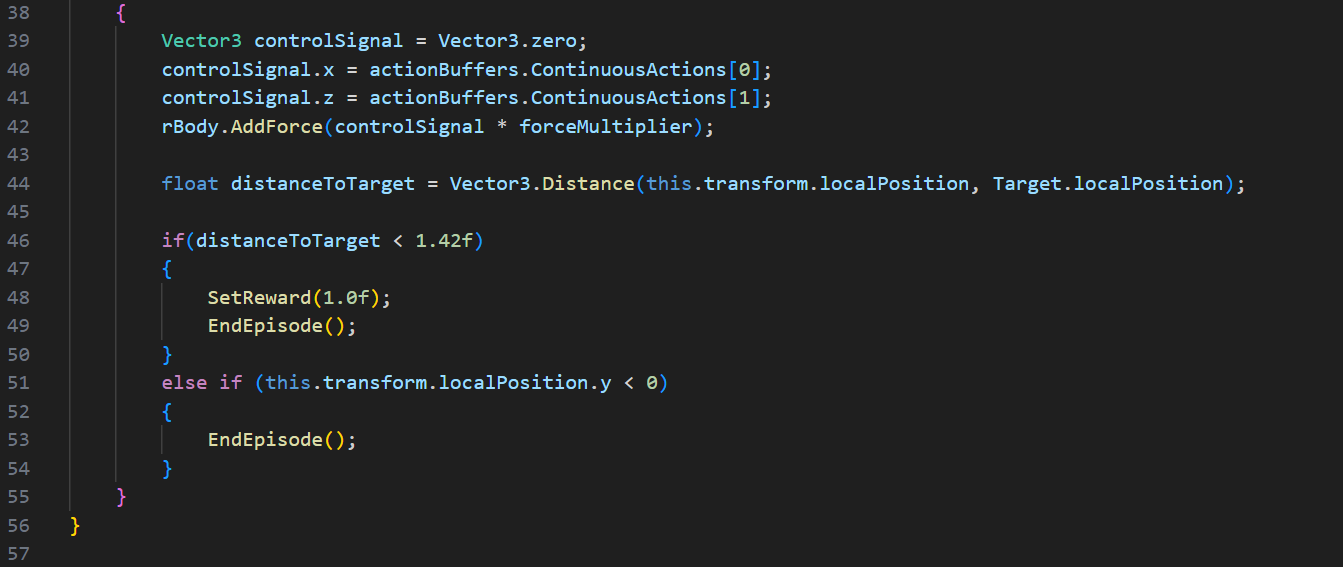 38 {
39 Vector3 controlSignal = Vector3.zero;
40 controlSignal.x = actionBuffers.ContinuousActions[0];
41 controlSignal.z = actionBuffers.ContinuousActions[1];
42 rBody.AddForce(controlSignal * forceMultiplier);
43
44 float distanceToTarget = Vector3.Distance(this.transform.localPosition, Target.localPosition);
45
46 if(distanceToTarget < 1.42f)
47 {
48 SetReward(1.0f);
49 EndEpisode();
50 }
51 else if (this.transform.localPosition.y < 0)
52 {
53 EndEpisode();
54 }
55 }
56 }
57